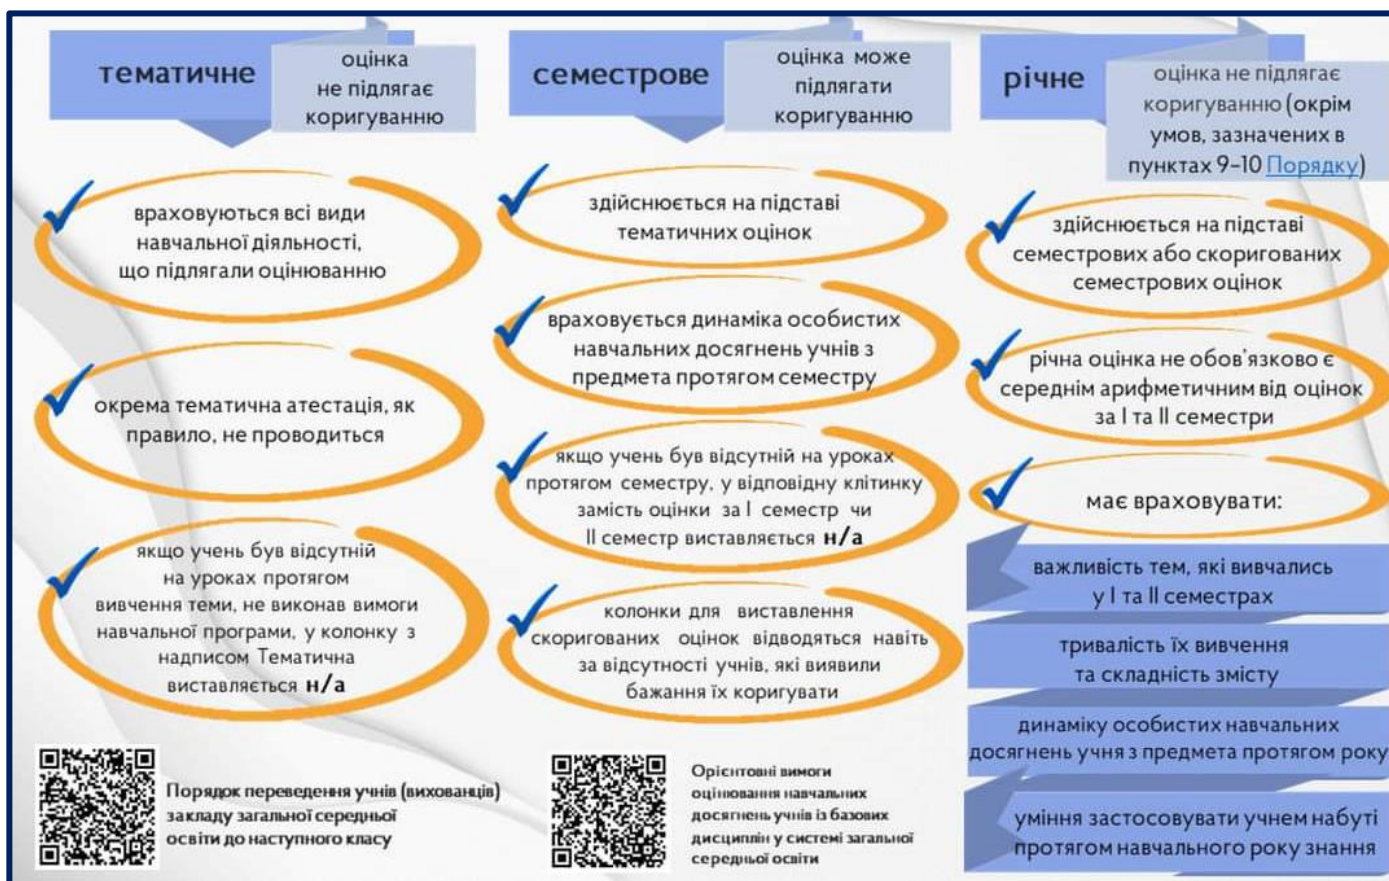 тематичне
оцінка
не підлягає
коригуванню
враховуються всі види
навчальної діяльності,
що підлягали оцінюванню
окрема тематична атестація, як
правило, не проводиться
якщо учень був відсутній
на уроках протягом
вивчення теми, не виконав вимоги
навчальної програми, у колонку з
надписом Тематична
виставляється н/а
Порядок переведення учнів (вихованців)
закладу загальної середньої
освіти до наступного класу
семестрове
оцінка може
підлягати
коригуванню
здійснюється на підставі
тематичних оцінок
враховується динаміка особистих
навчальних досягнень учнів з
предмета протягом семестру
якщо учень був відсутній на уроках
протягом семестру, у відповідну клітинку
замість оцінки за І семестр чи
ІІ семестр виставляється н/а
колонки для виставлення
скоригованих оцінок відводяться навіть
за відсутності учнів, які виявили
бажання їх коригувати
Орієнтовні вимоги
оцінювання навчальних
досягнень учнів із базових
дисциплін у системі загальної
середньої освіти
річне
оцінка не підлягає
коригуванню (окрім
умов, зазначених в
пунктах 9-10 Порядку)
здійснюється на підставі
семестрових або скоригованих
семестрових оцінок
річна оцінка не обов'язково є
середнім арифметичним від оцінок
за І та ІІ семестри
має враховувати:
важливість тем, які вивчались
у І та ІІ семестрах
тривалість їх вивчення
та складність змісту
динаміку особистих навчальних
досягнень учня з предмета протягом року
уміння застосовувати учнем набуті
протягом навчального року знання